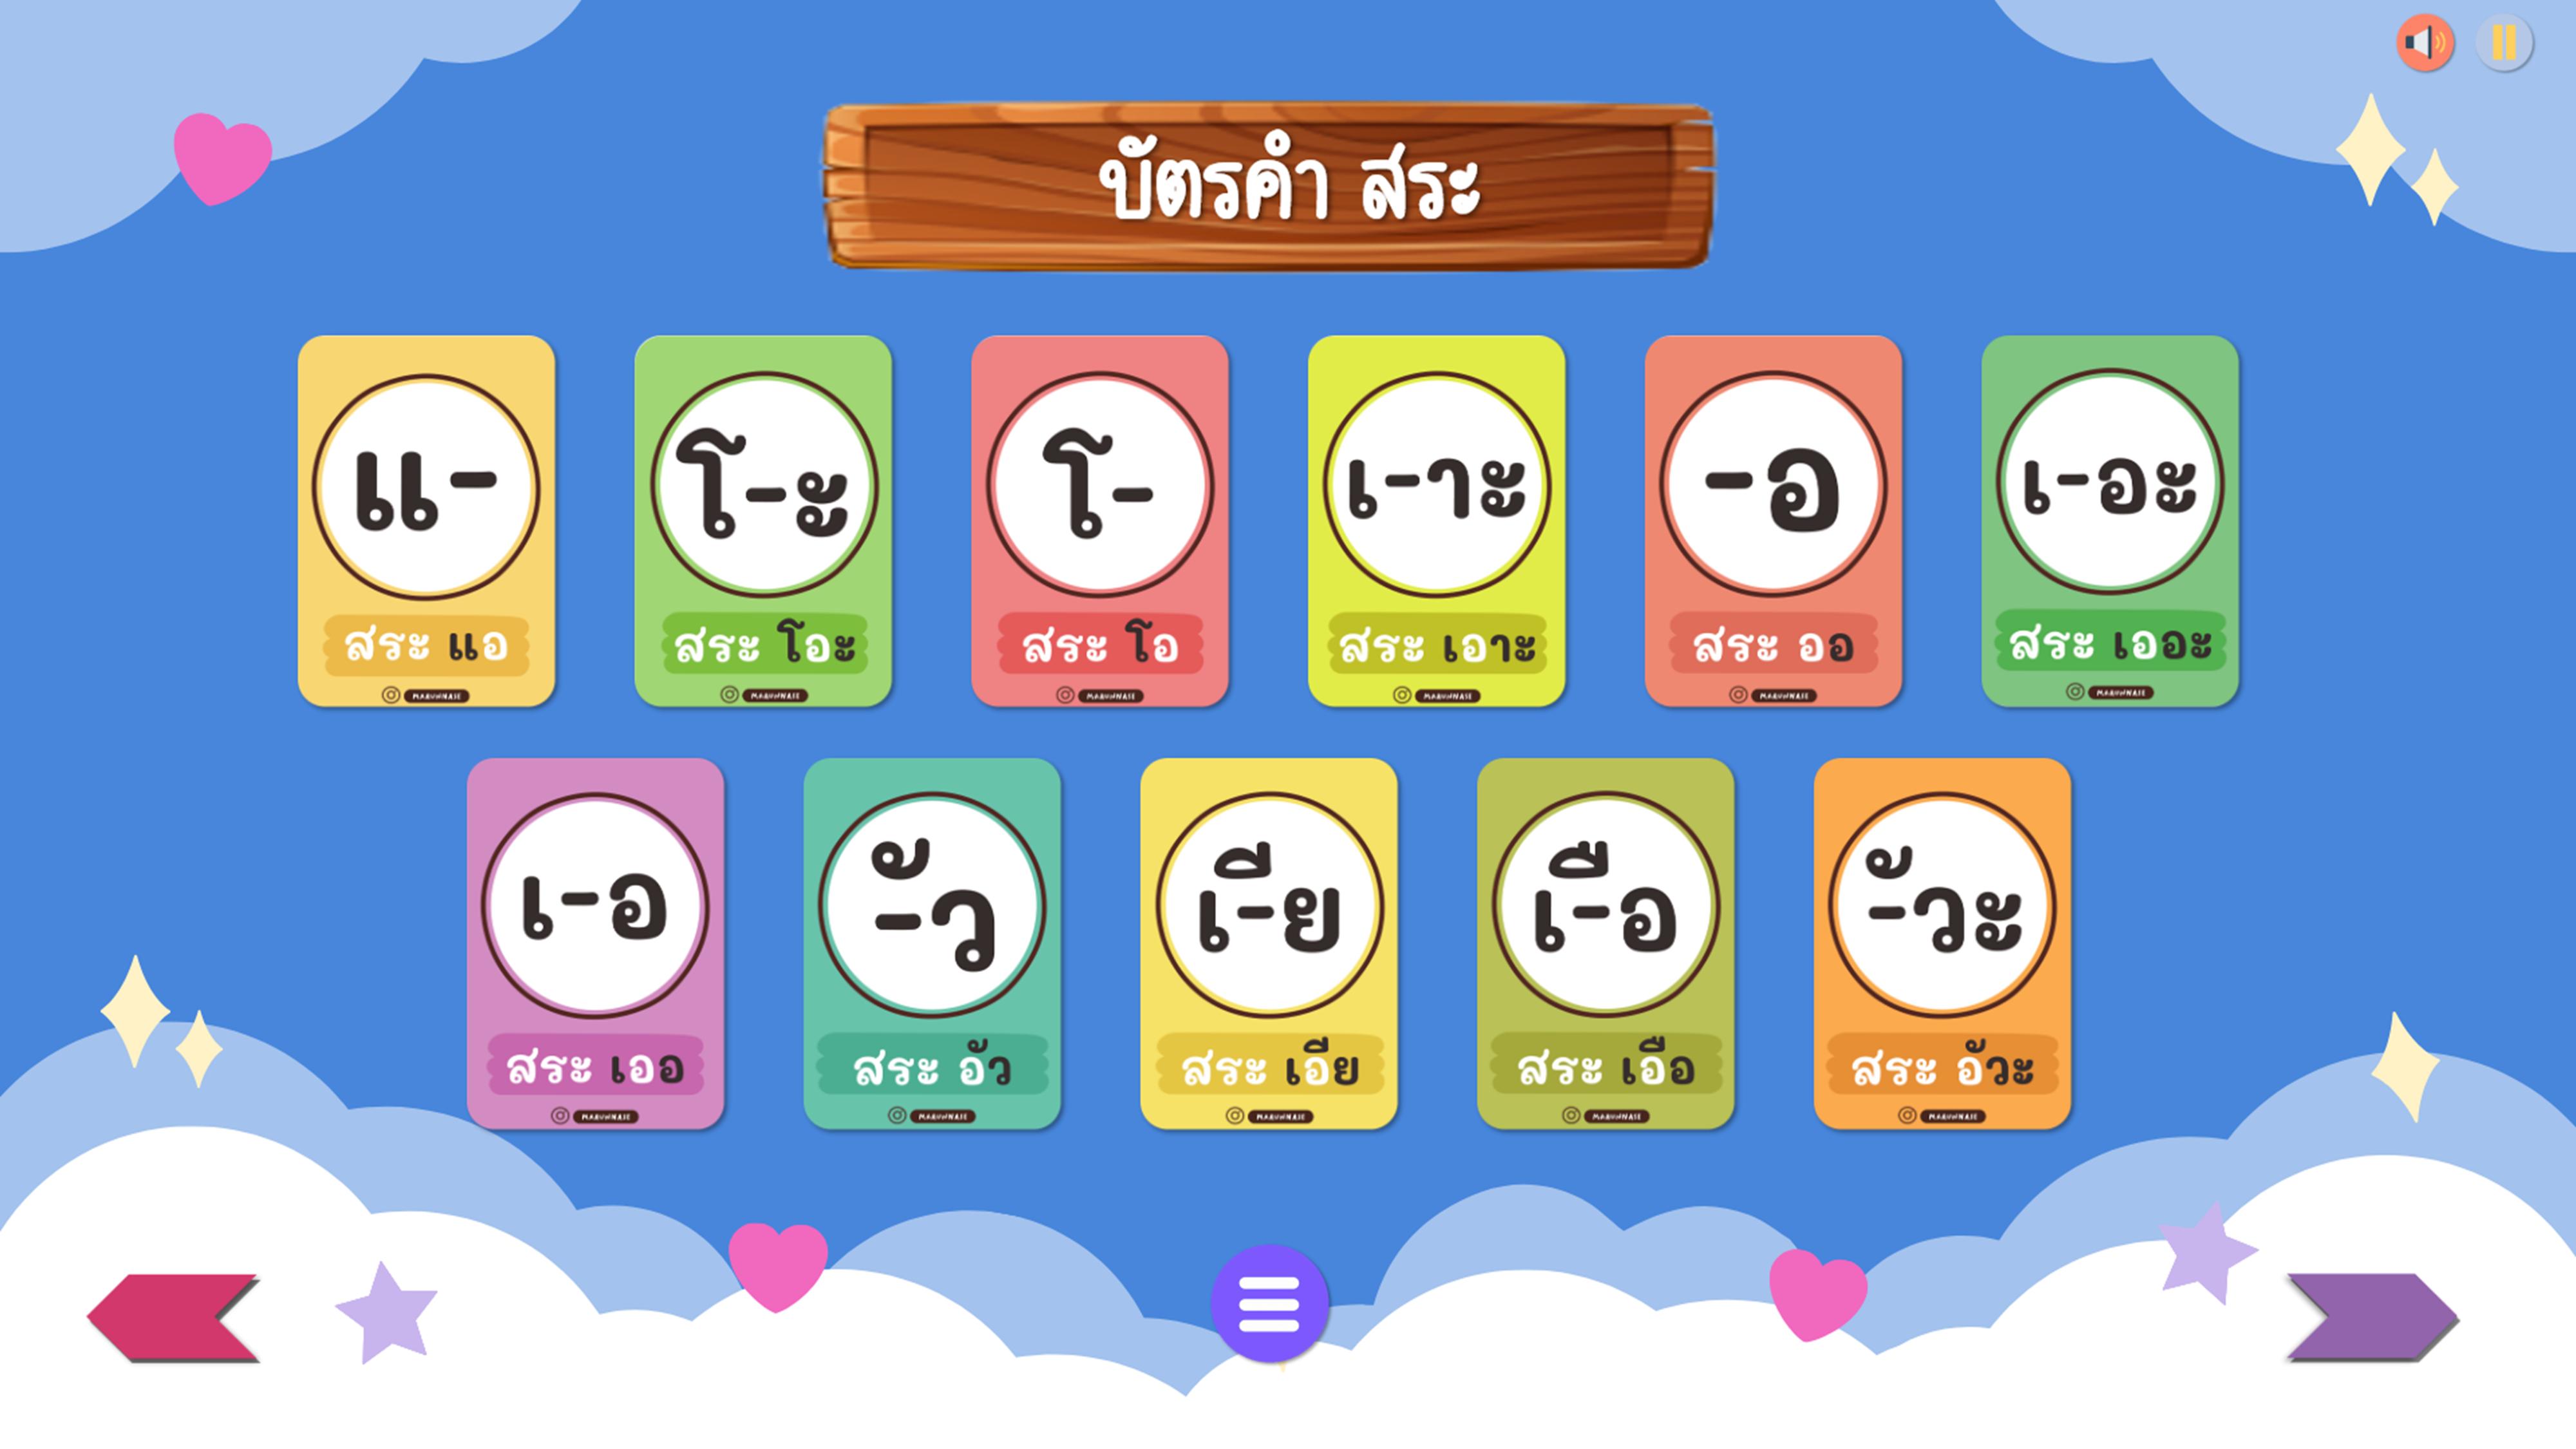 บัตรคำ สระ
แ-
สระ แอ
โ-ะ
สระ โอะ
โ-
สระ โอ
เ-าะ
สระ เอาะ
-อ
สระ ออ
เ-อะ
สระ เออะ
เ-อ
สระ เออ
-ัว
สระ อัว
เ-ีย
สระ เอีย
เ-ือ
สระ เอือ
-ัวะ
สระ อัวะ